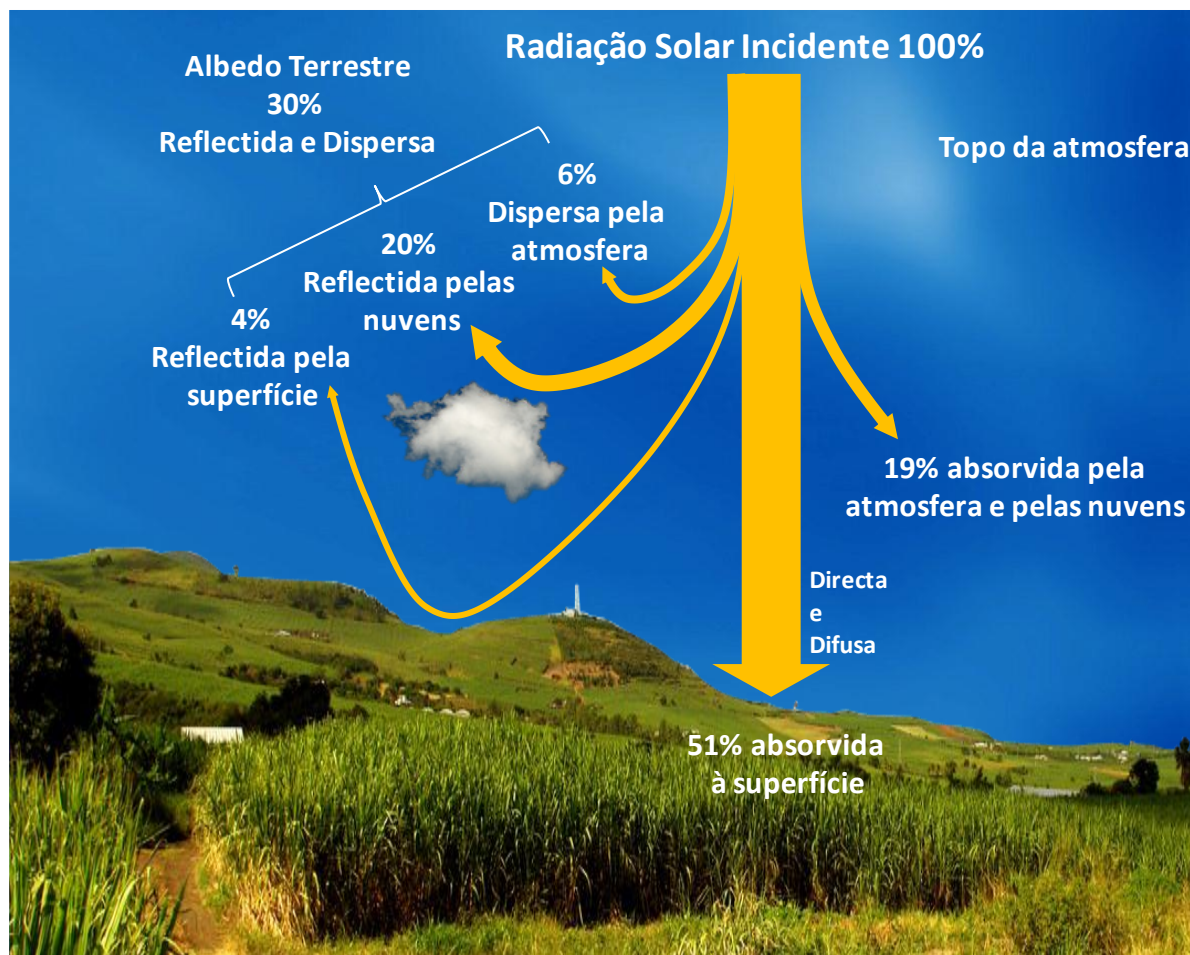 Radiação Solar Incidente 100%
Albedo Terrestre
30%
Reflectida e Dispersa
Topo da atmosfera
6%
Dispersa pela
atmosfera
20%
Reflectida pelas
nuvens
4%
Reflectida pela
superfície
19% absorvida pela
atmosfera e pelas nuvens
Directa
e
Difusa
51% absorvida
à superfície